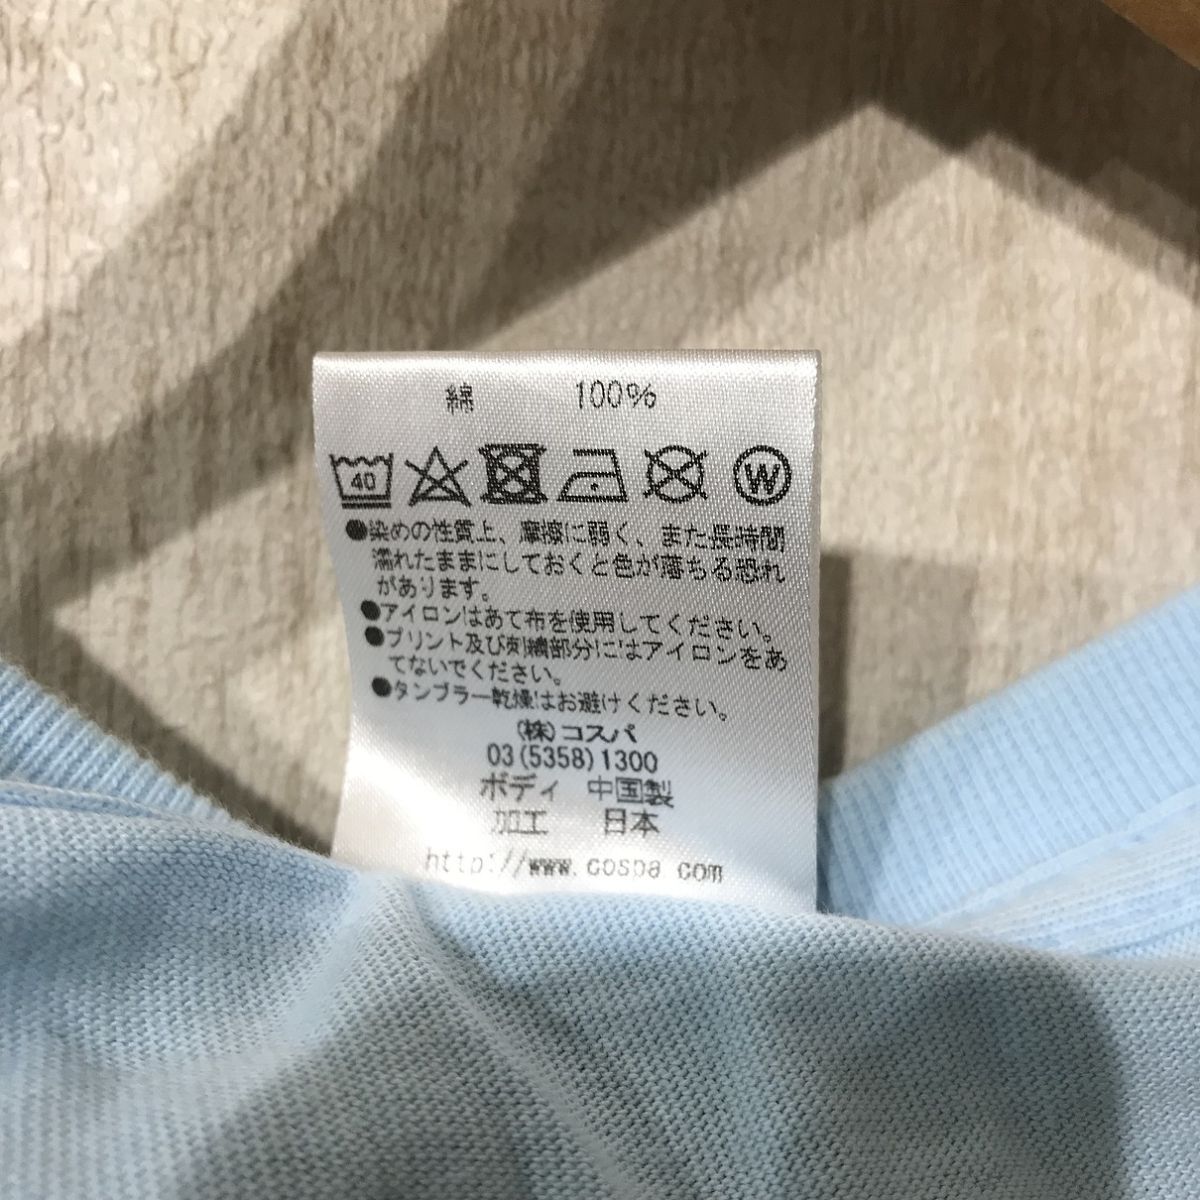 綿 100%
40 W
●染めの性質上、摩擦に弱く、また長時間
濡れたままにしておくと色が落ちる恐れ
があります。
●アイロンはあて布を使用してください。
●プリント及び刺繍部分にはアイロンをあ
てないでください。
●タンブラー乾燥はお避けください。
(株)コスパ
03(5358)1300
ボディ 中国製
加工 日本
http://www.cospa.com